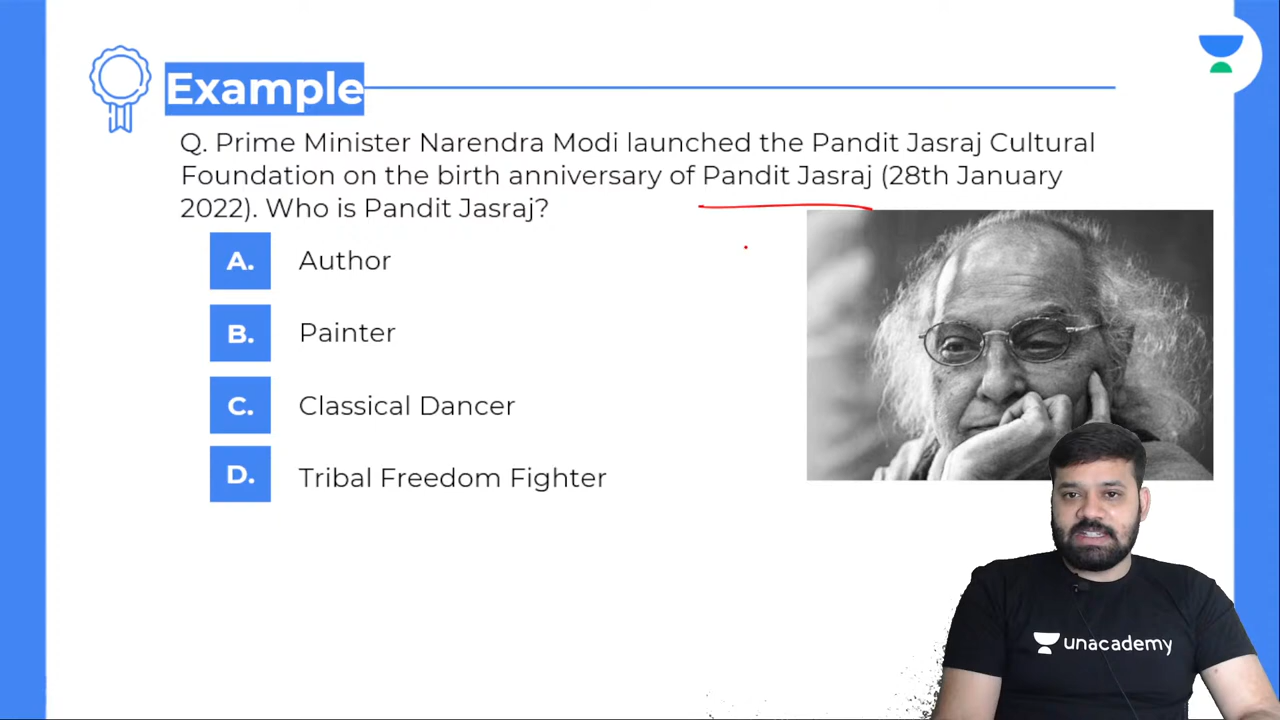 Example
Q. Prime Minister Narendra Modi launched the Pandit Jasraj Cultural
Foundation on the birth anniversary of Pandit Jasraj (28th January
2022). Who is Pandit Jasraj?
A. Author
B. Painter
C. Classical Dancer
D. Tribal Freedom Fighter
unacademy